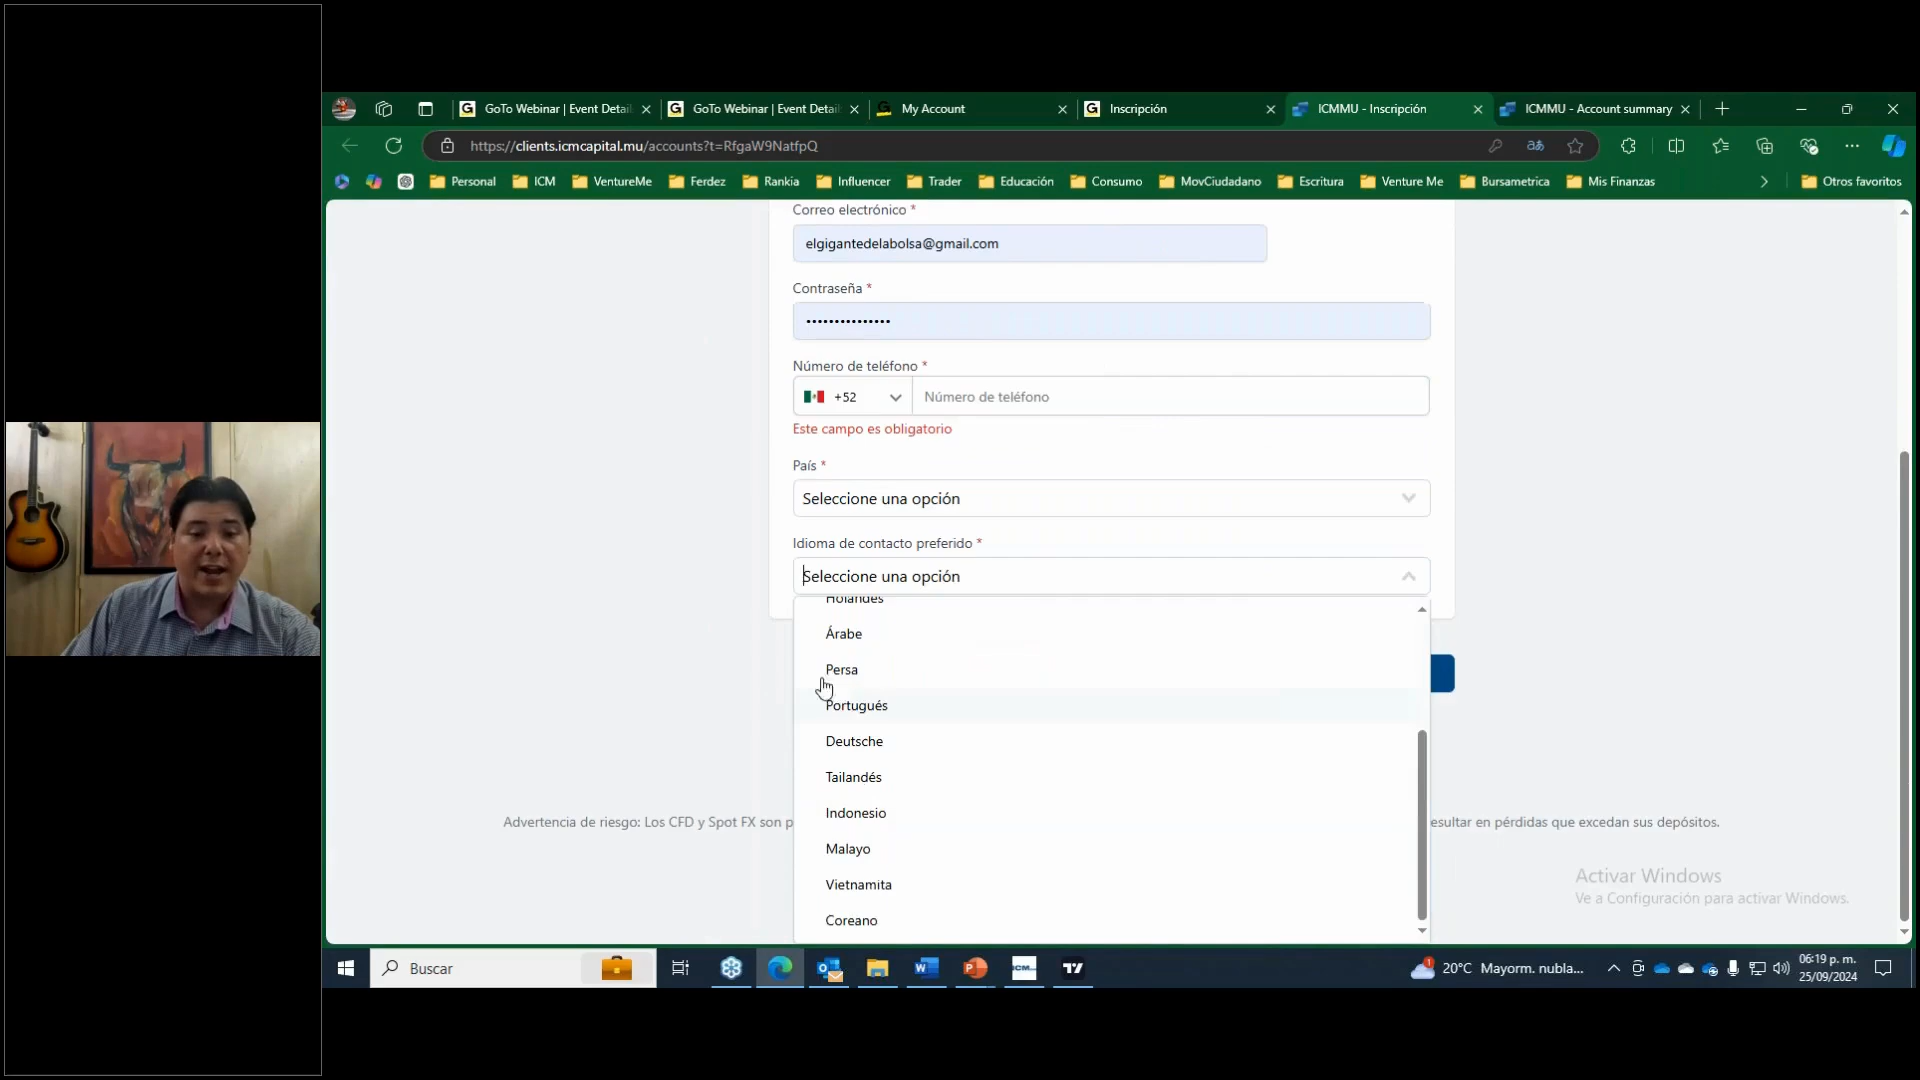 GoTo Webinar | Event Detail
GoTo Webinar | Event Detail
My Account
Inscripción
ICMMU - Inscripción
ICMMU - Account summary
https://clients.icmcapital.mu/accounts?t=RfgaW9NatfpQ
Personal
ICM
VentureMe
Ferdez
Rankia
Influencer
Trader
Educación
Consumo
MovCiudadano
Escritura
Venture Me
Bursametrica
Mis Finanzas
Otros favoritos
Correo electrónico *
elgigantedelabolsa@gmail.com
Contraseña *
•••••••••••••••
Número de teléfono *
+52
Número de teléfono
Este campo es obligatorio
País *
Seleccione una opción
Idioma de contacto preferido *
Seleccione una opción
Holandés
Árabe
Persa
Portugués
Deutsche
Tailandés
Indonesio
Malayo
Vietnamita
Coreano
Advertencia de riesgo: Los CFD y Spot FX son p
esultar en pérdidas que excedan sus depósitos.
Activar Windows
Ve a Configuración para activar Windows.
Buscar
20°C Mayorm. nubla...
06:19 p. m.
25/09/2024